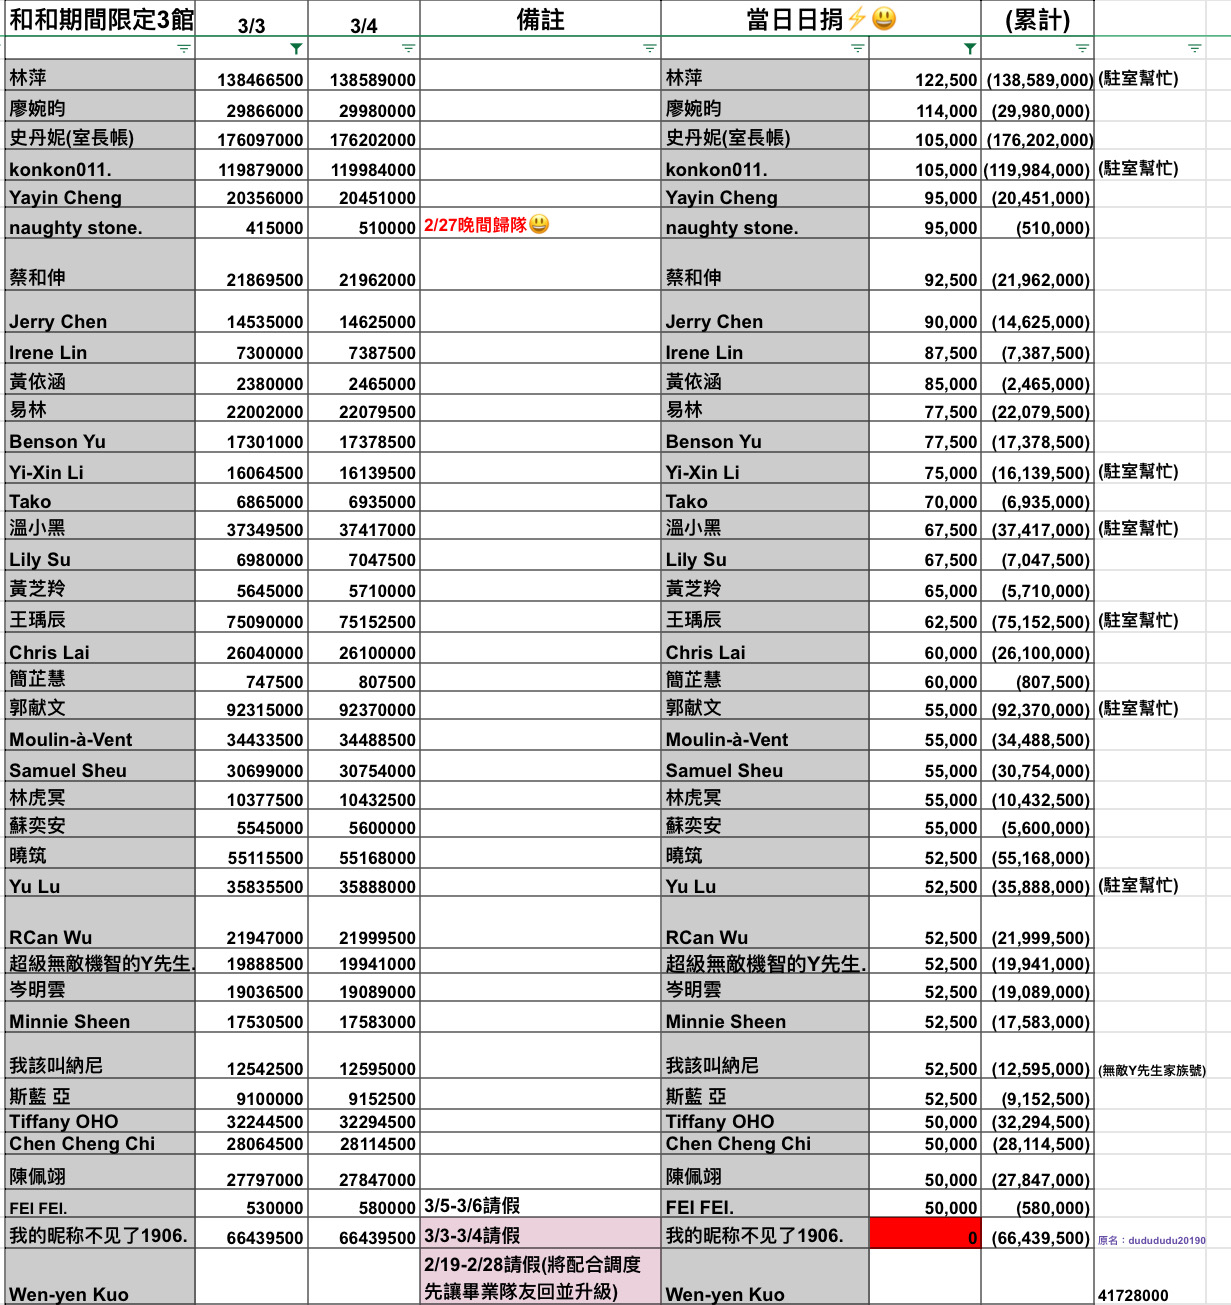 和和期間限定3館 3/3 3/4 備註 當日日捐⚡😃 (累計)
林萍 138466500 138589000 林萍 122,500 (138,589,000) (駐室幫忙)
廖婉昀 29866000 29980000 廖婉昀 114,000 (29,980,000)
史丹妮(室長帳) 176097000 176202000 史丹妮(室長帳) 105,000 (176,202,000)
konkon011. 119879000 119984000 konkon011. 105,000 (119,984,000) (駐室幫忙)
Yayin Cheng 20356000 20451000 Yayin Cheng 95,000 (20,451,000)
naughty stone. 415000 510000 2/27晚間歸隊😃 naughty stone. 95,000 (510,000)
蔡和伸 21869500 21962000 蔡和伸 92,500 (21,962,000)
Jerry Chen 14535000 14625000 Jerry Chen 90,000 (14,625,000)
Irene Lin 7300000 7387500 Irene Lin 87,500 (7,387,500)
黃依涵 2380000 2465000 黃依涵 85,000 (2,465,000)
易林 22002000 22079500 易林 77,500 (22,079,500)
Benson Yu 17301000 17378500 Benson Yu 77,500 (17,378,500)
Yi-Xin Li 16064500 16139500 Yi-Xin Li 75,000 (16,139,500) (駐室幫忙)
Tako 6865000 6935000 Tako 70,000 (6,935,000)
溫小黑 37349500 37417000 溫小黑 67,500 (37,417,000) (駐室幫忙)
Lily Su 6980000 7047500 Lily Su 67,500 (7,047,500)
黃芝羚 5645000 5710000 黃芝羚 65,000 (5,710,000)
王瑀辰 75090000 75152500 王瑀辰 62,500 (75,152,500) (駐室幫忙)
Chris Lai 26040000 26100000 Chris Lai 60,000 (26,100,000)
簡芷慧 747500 807500 簡芷慧 60,000 (807,500)
郭献文 92315000 92370000 郭献文 55,000 (92,370,000) (駐室幫忙)
Moulin-à-Vent 34433500 34488500 Moulin-à-Vent 55,000 (34,488,500)
Samuel Sheu 30699000 30754000 Samuel Sheu 55,000 (30,754,000)
林虎冥 10377500 10432500 林虎冥 55,000 (10,432,500)
蘇奕安 5545000 5600000 蘇奕安 55,000 (5,600,000)
曉筑 55115500 55168000 曉筑 52,500 (55,168,000)
Yu Lu 35835500 35888000 Yu Lu 52,500 (35,888,000) (駐室幫忙)
RCan Wu 21947000 21999500 RCan Wu 52,500 (21,999,500)
超級無敵機智的Y先生. 19888500 19941000 超級無敵機智的Y先生. 52,500 (19,941,000)
岑明雲 19036500 19089000 岑明雲 52,500 (19,089,000)
Minnie Sheen 17530500 17583000 Minnie Sheen 52,500 (17,583,000)
我該叫納尼 12542500 12595000 我該叫納尼 52,500 (12,595,000) (無敵Y先生家族號)
斯藍 亞 9100000 9152500 斯藍 亞 52,500 (9,152,500)
Tiffany OHO 32244500 32294500 Tiffany OHO 50,000 (32,294,500)
Chen Cheng Chi 28064500 28114500 Chen Cheng Chi 50,000 (28,114,500)
陳佩翊 27797000 27847000 陳佩翊 50,000 (27,847,000)
FEI FEI. 530000 580000 3/5-3/6請假 FEI FEI. 50,000 (580,000)
我的昵称不见了1906. 66439500 66439500 3/3-3/4請假 我的昵称不见了1906. 0 (66,439,500) 原名：dudududu20190
2/19-2/28請假(將配合調度
Wen-yen Kuo 先讓畢業隊友回並升級) Wen-yen Kuo 41728000